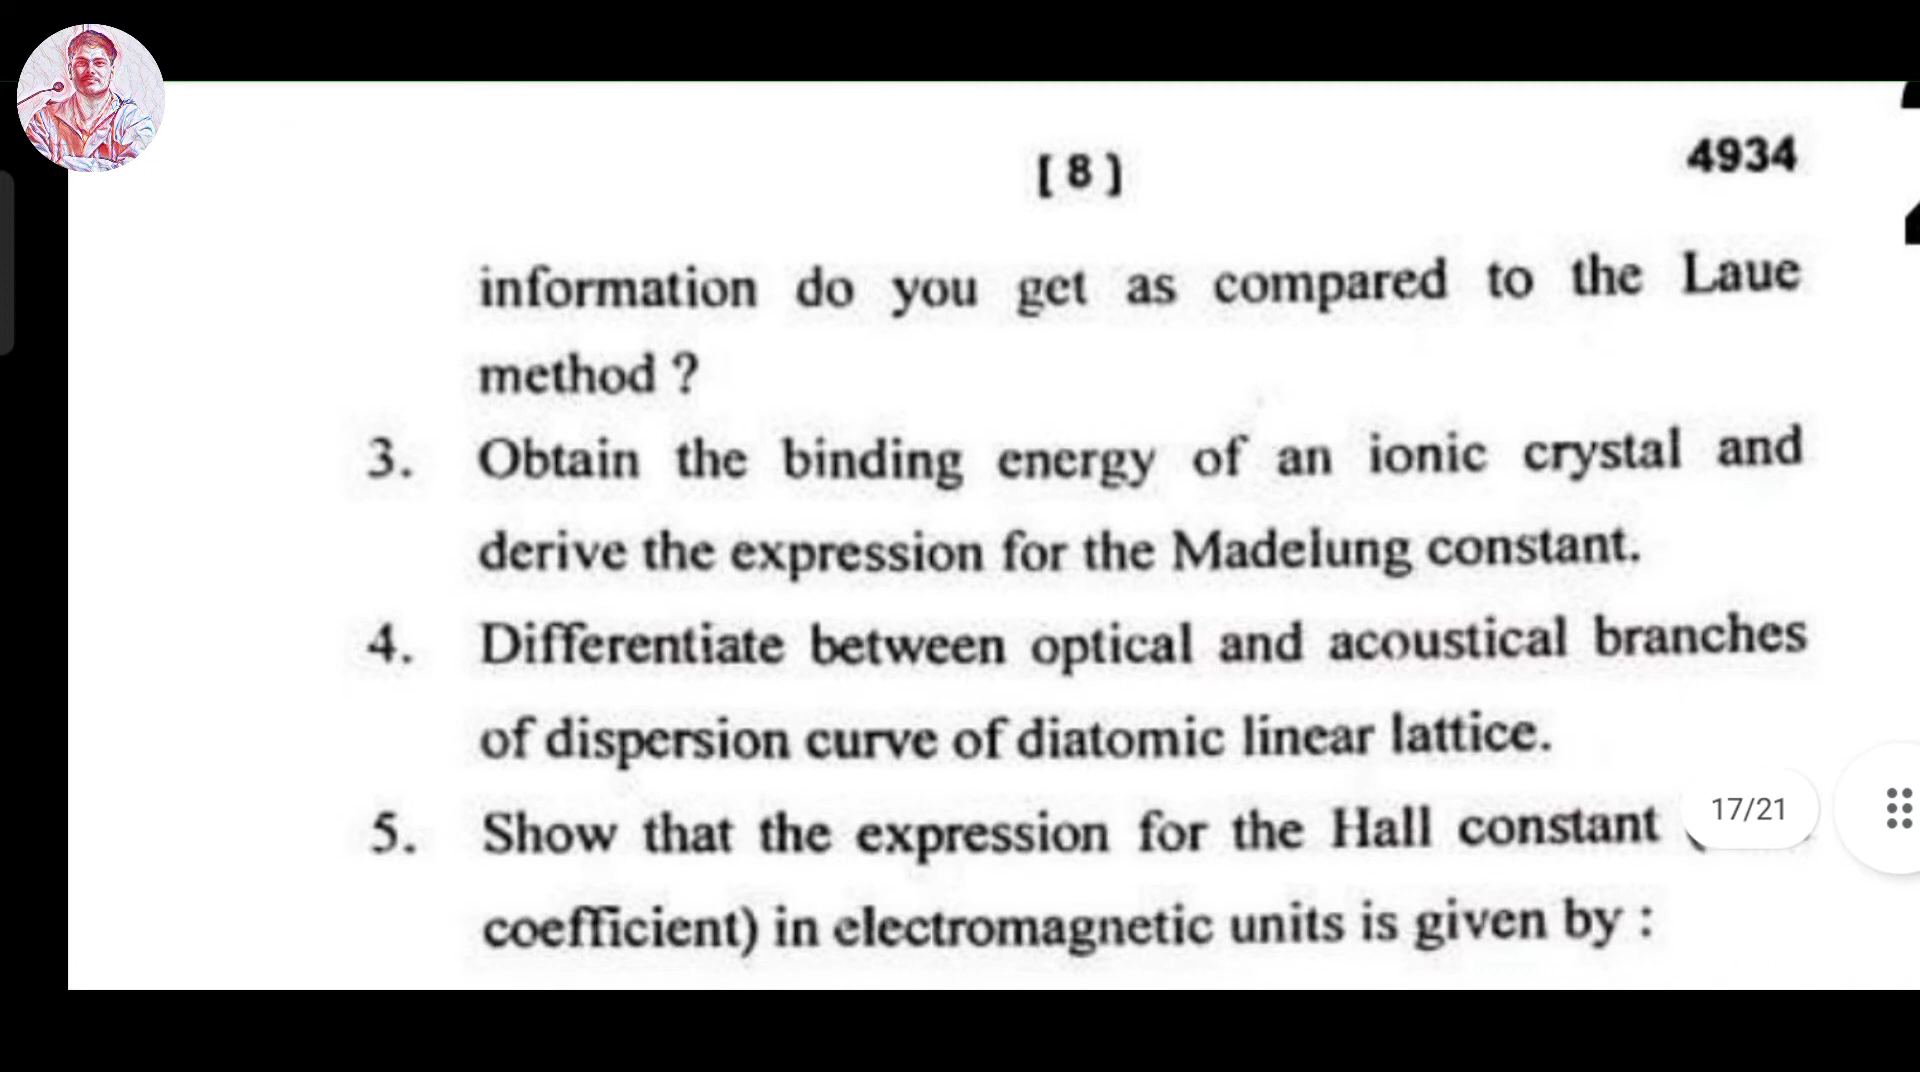 [ 8 ]
4934
information do you get as compared to the Laue
method ?
3. Obtain the binding energy of an ionic crystal and
derive the expression for the Madelung constant.
4. Differentiate between optical and acoustical branches
of dispersion curve of diatomic linear lattice.
5. Show that the expression for the Hall constant
coefficient) in electromagnetic units is given by :
17/21